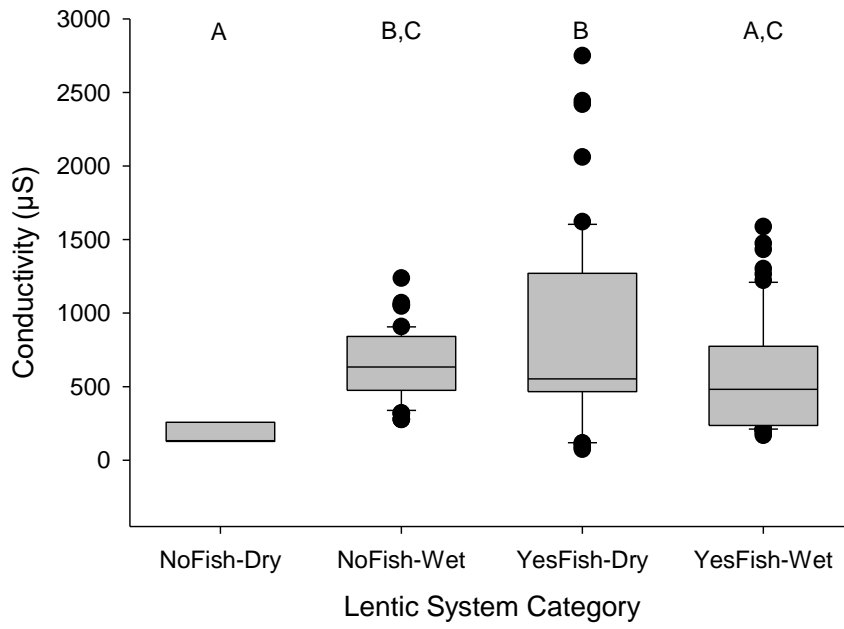 3000
2500
2000
1500
1000
500
0
Conductivity (µS)
A
B,C
B
A,C
NoFish-Dry
NoFish-Wet
YesFish-Dry
YesFish-Wet
Lentic System Category